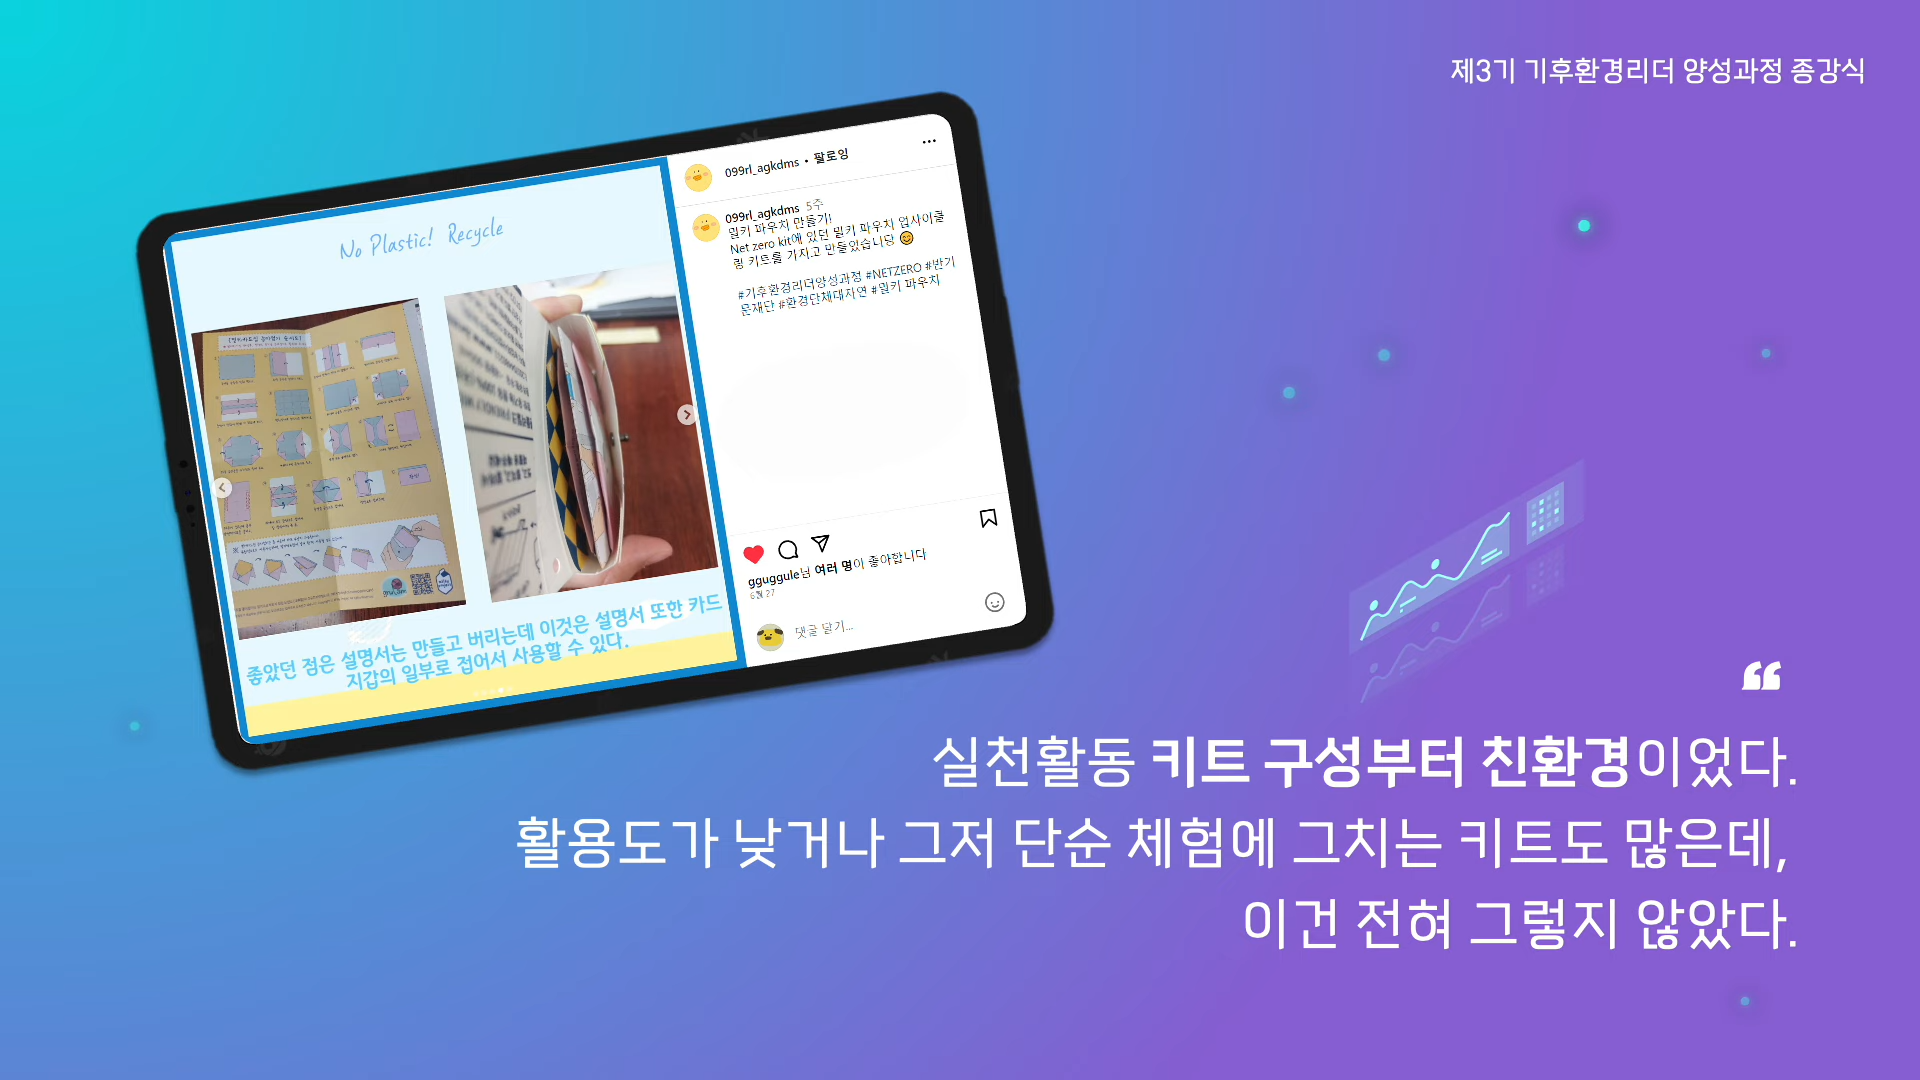 제3기 기후환경리더 양성과정 종강식
No Plastic! Recycle
좋았던 점은 설명서는 만들고 버리는데 이것은 설명서 또한 카드
지갑의 일부로 접어서 사용할 수 있다.
099rl_agkdms • 팔로잉
099rl_agkdms 5주
밀키 파우치 만들기!
Net zero kit에 있던 밀키 파우치 업사이클
링 키트를 가지고 만들었습니당 😊
#기후환경리더양성과정 #NETZERO #반기
문재단 #환경단체대자연 #밀키 파우치
gguggule님 여러 명이 좋아합니다
6월 27
댓글 달기...
실천활동 키트 구성부터 친환경이었다.
활용도가 낮거나 그저 단순 체험에 그치는 키트도 많은데,
이건 전혀 그렇지 않았다.